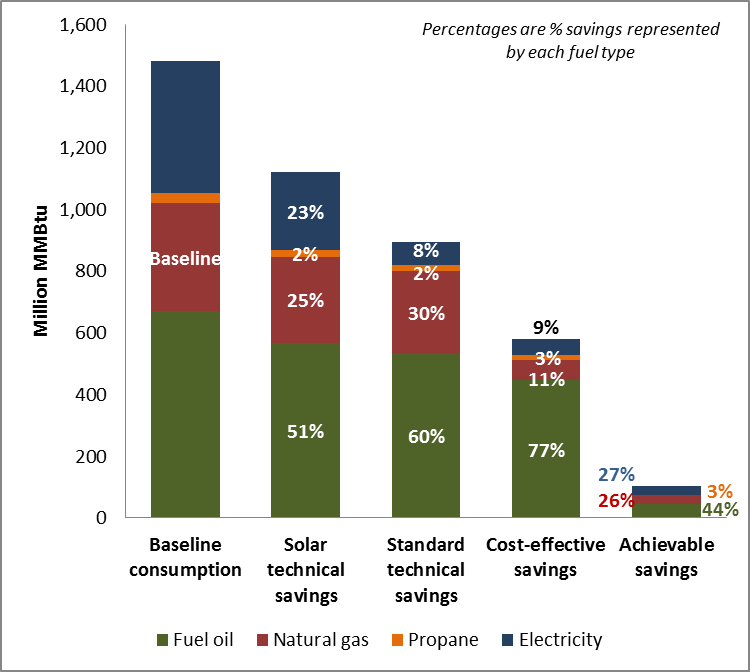 Percentages are % savings represented
by each fuel type
1,600
1,400
1,200
1,000
800
600
400
200
0
Million MMBtu
Baseline
23%
2%
25%
51%
8%
2%
30%
60%
9%
3%
11%
77%
27%
26%
3%
44%
Baseline
consumption
Solar
technical
savings
Standard
technical
savings
Cost-effective
savings
Achievable
savings
Fuel oil
Natural gas
Propane
Electricity